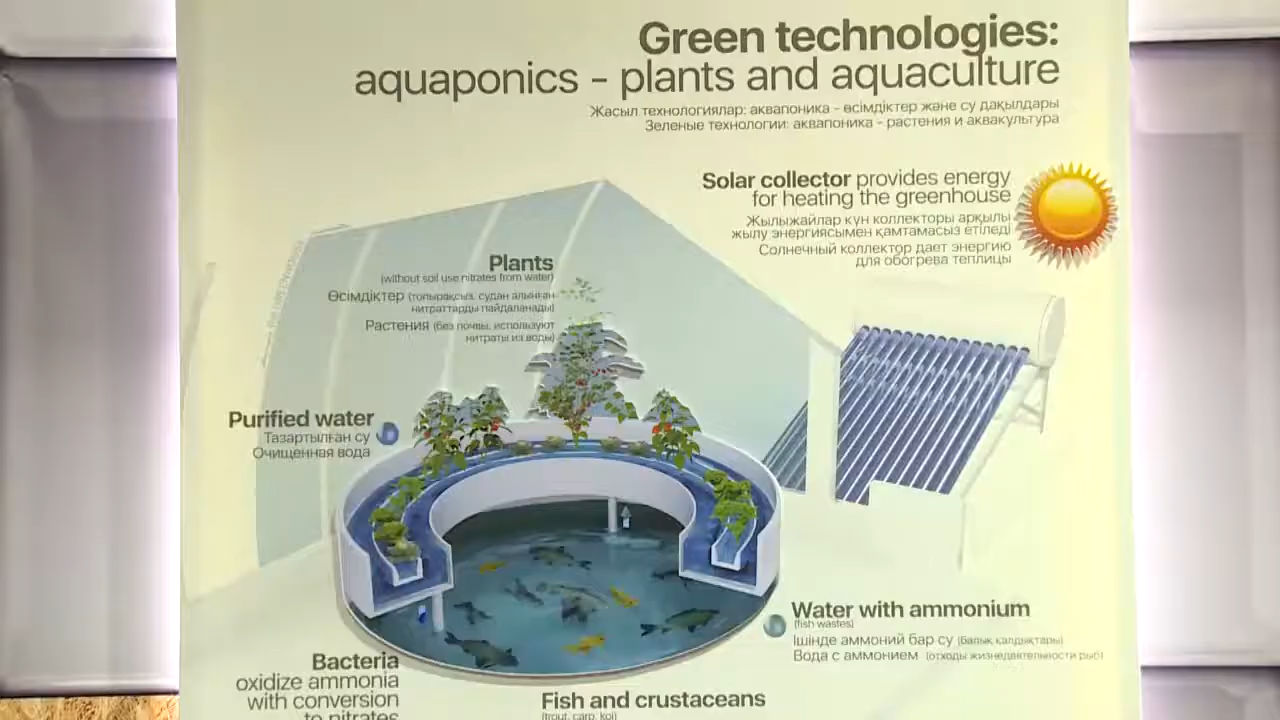 Green technologies:
aquaponics - plants and aquaculture
Жасыл технологиялар: аквапоника - өсімдіктер және су дақылдары
Зеленые технологии: аквапоника - растения и аквакультура
Solar collector provides energy
for heating the greenhouse
Жылыжайлар күн коллекторы арқылы
жылу энергиясымен қамтамасыз етіледі
Солнечный коллектор дает энергию
для обогрева теплицы
Plants
(without soil use nitrates from water)
Өсімдіктер (топырақсыз, судан алынған
нитраттарды пайдаланады)
Растения (без почвы, используют
нитраты из воды)
Purified water
Тазартылған су
Очищенная вода
Water with ammonium
(fish wastes)
Ішінде аммоний бар су (балық қалдықтары)
Вода с аммонием (отходы жизнедеятельности рыб)
Bacteria
oxidize ammonia
with conversion
to nitrates
Fish and crustaceans
(trout, carp, koi)